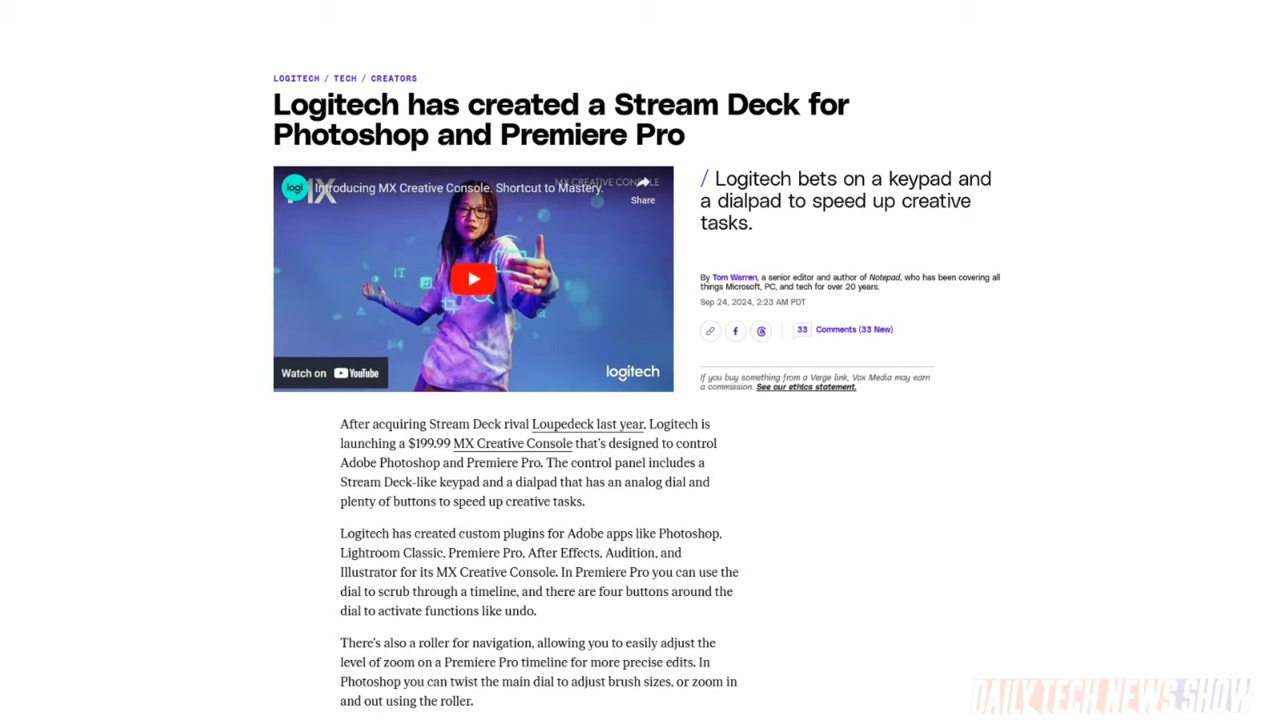 LOGITECH / TECH / CREATORS
Logitech has created a Stream Deck for
Photoshop and Premiere Pro
logi
MX
Introducing MX Creative Console. Shortcut to Mastery.
MX CREATIVE CONSOLE
Share
Watch on YouTube
logitech
/ Logitech bets on a keypad and
a dialpad to speed up creative
tasks.
By Tom Warren, a senior editor and author of Notepad, who has been covering all
things Microsoft, PC, and tech for over 20 years.
Sep 24, 2024, 2:23 AM PDT
33 Comments (33 New)
If you buy something from a Verge link, Vox Media may earn
a commission. See our ethics statement.
After acquiring Stream Deck rival Loupedeck last year, Logitech is
launching a $199.99 MX Creative Console that's designed to control
Adobe Photoshop and Premiere Pro. The control panel includes a
Stream Deck-like keypad and a dialpad that has an analog dial and
plenty of buttons to speed up creative tasks.
Logitech has created custom plugins for Adobe apps like Photoshop,
Lightroom Classic, Premiere Pro, After Effects, Audition, and
Illustrator for its MX Creative Console. In Premiere Pro you can use the
dial to scrub through a timeline, and there are four buttons around the
dial to activate functions like undo.
There's also a roller for navigation, allowing you to easily adjust the
level of zoom on a Premiere Pro timeline for more precise edits. In
Photoshop you can twist the main dial to adjust brush sizes, or zoom in
and out using the roller.
DAILY TECH NEWS SHOW